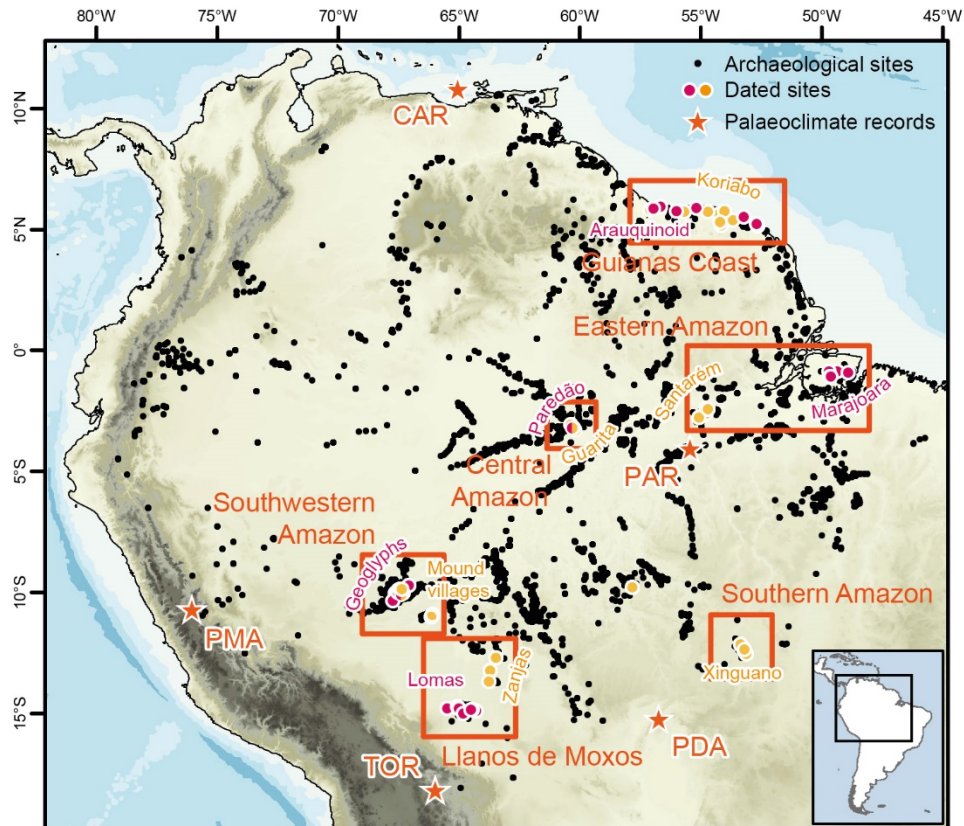 80°W 75°W 70°W 65°W 60°W 55°W 50°W 45°W
Archaeological sites
Dated sites
Palaeoclimate records
10°N
5°N
0°
5°S
10°S
15°S
CAR
Koriabo
Arauquinoid
Guianas Coast
Eastern Amazon
Santarém
Marajoara
Paredão
Guarita
Central
Amazon
PAR
Southwestern
Amazon
Geoglyphs
Mound
villages
Southern Amazon
Xinguano
PMA
Lomas
Zanjas
Llanos de Moxos
PDA
TOR